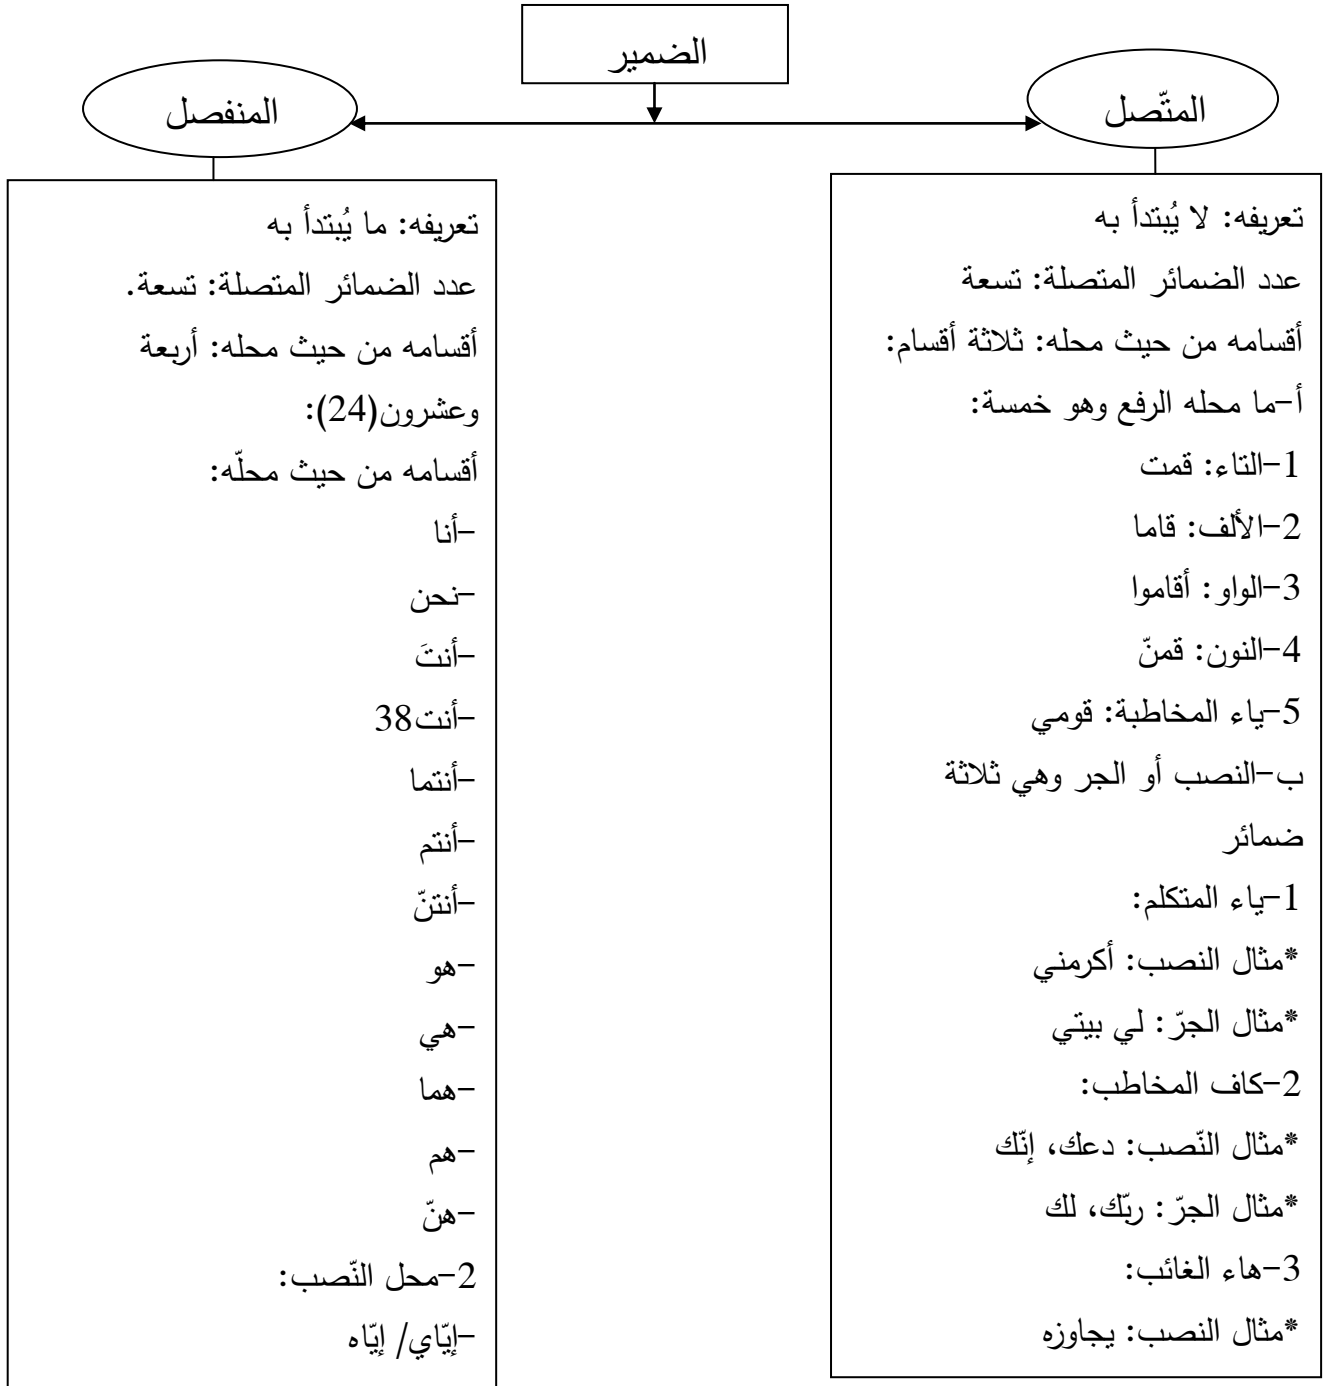 الضمير
المتّصل
المنفصل
تعريفه: لا يُبتدأ به
عدد الضمائر المتصلة: تسعة
أقسامه من حيث محله: ثلاثة أقسام:
أ-ما محله الرفع وهو خمسة:
1-التاء: قمت
2-الألف: قاما
3-الواو: أقاموا
4-النون: قمنّ
5-ياء المخاطبة: قومي
ب-النصب أو الجر وهي ثلاثة
ضمائر
1-ياء المتكلم:
*مثال النصب: أكرمني
*مثال الجرّ: لي بيتي
2-كاف المخاطب:
*مثال النّصب: دعك، إنّك
*مثال الجرّ: ربّك، لك
3-هاء الغائب:
*مثال النصب: يجاوزه
تعريفه: ما يُبتدأ به
عدد الضمائر المتصلة: تسعة.
أقسامه من حيث محله: أربعة
وعشرون(24):
أقسامه من حيث محلّه:
-أنا
-نحن
-أنتَ
-أنت38
-أنتما
-أنتم
-أنتنّ
-هو
-هي
-هما
-هم
-هنّ
2-محل النّصب:
-إيّاي/ إيّاه